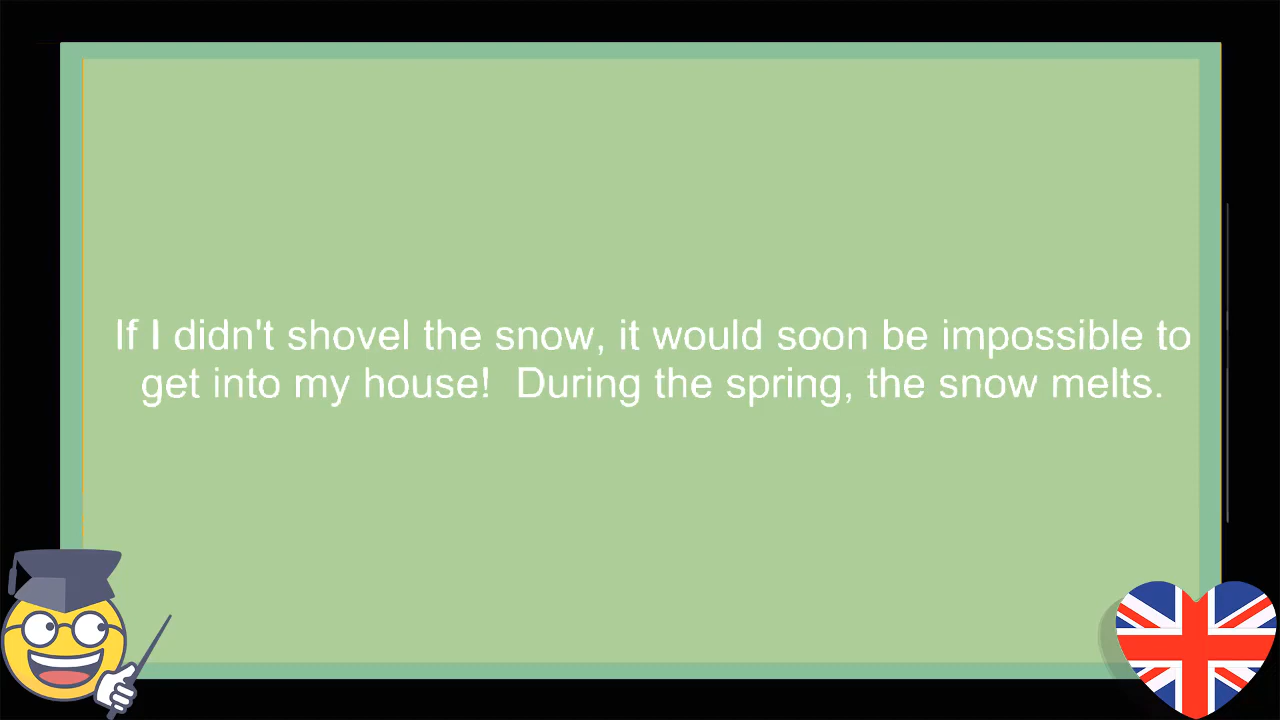 If I didn't shovel the snow, it would soon be impossible to
get into my house!  During the spring, the snow melts.